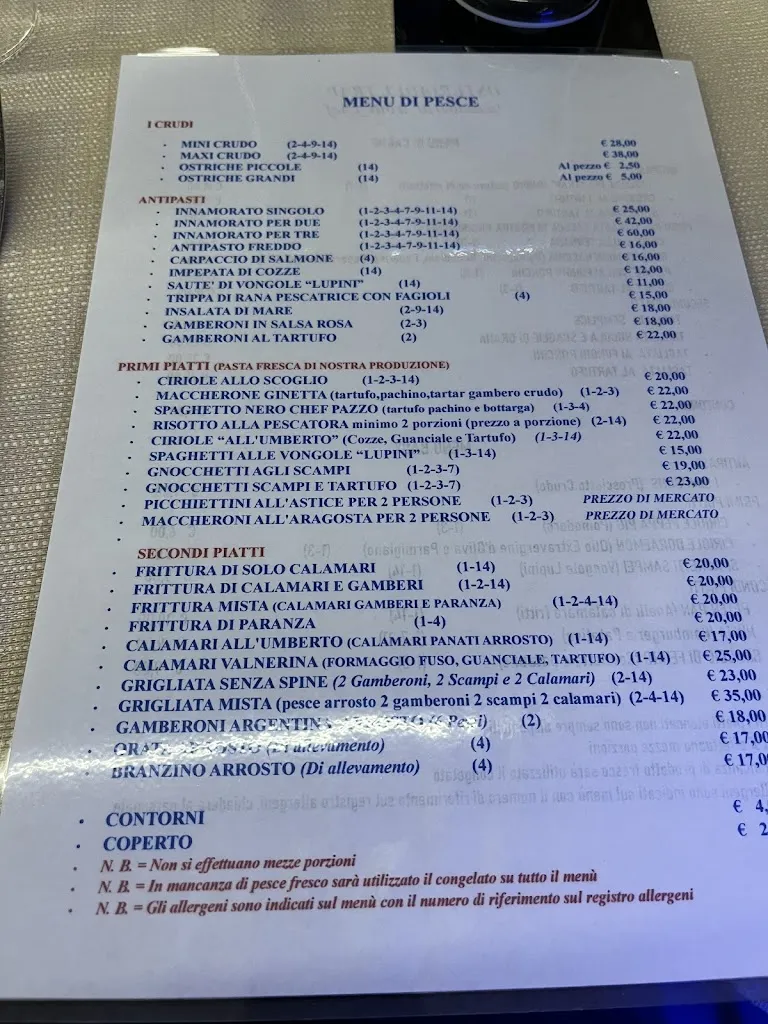 MENU DI PESCE
I CRUDI
· MINI CRUDO (2-4-9-14) € 28,00
· MAXI CRUDO (2-4-9-14) € 38,00
· OSTRICHE PICCOLE (14) Al pezzo € 2,50
· OSTRICHE GRANDI (14) Al pezzo € 5,00
ANTIPASTI
· INNAMORATO SINGOLO (1-2-3-4-7-9-11-14) € 25,00
· INNAMORATO PER DUE (1-2-3-4-7-9-11-14) € 42,00
· INNAMORATO PER TRE (1-2-3-4-7-9-11-14) € 60,00
· ANTIPASTO FREDDO (1-2-3-4-7-9-11-14) € 16,00
· CARPACCIO DI SALMONE (4) € 16,00
· IMPEPATA DI COZZE (14) € 12,00
· SAUTE' DI VONGOLE “LUPINI” (14) € 11,00
· TRIPPA DI RANA PESCATRICE CON FAGIOLI (4) € 15,00
· INSALATA DI MARE (2-9-14) € 18,00
· GAMBERONI IN SALSA ROSA (2-3) € 18,00
· GAMBERONI AL TARTUFO (2) € 22,00
PRIMI PIATTI (PASTA FRESCA DI NOSTRA PRODUZIONE)
· CIRIOLE ALLO SCOGLIO (1-2-3-14) € 20,00
· MACCHERONE GINETTA (tartufo,pachino,tartar gambero crudo) (1-2-3) € 22,00
· SPAGHETTO NERO CHEF PAZZO (tartufo pachino e bottarga) (1-3-4) € 22,00
· RISOTTO ALLA PESCATORA minimo 2 porzioni (prezzo a porzione) (2-14) € 22,00
· CIRIOLE “ALL'UMBERTO” (Cozze, Guanciale e Tartufo) (1-3-14) € 22,00
· SPAGHETTI ALLE VONGOLE “LUPINI” (1-3-14) € 15,00
· GNOCCHETTI AGLI SCAMPI (1-2-3-7) € 19,00
· GNOCCHETTI SCAMPI E TARTUFO (1-2-3-7) € 23,00
· PICCHIETTINI ALL'ASTICE PER 2 PERSONE (1-2-3) PREZZO DI MERCATO
· MACCHERONI ALL'ARAGOSTA PER 2 PERSONE (1-2-3) PREZZO DI MERCATO
·
SECONDI PIATTI
· FRITTURA DI SOLO CALAMARI (1-14) € 20,00
· FRITTURA DI CALAMARI E GAMBERI (1-2-14) € 20,00
· FRITTURA MISTA (CALAMARI GAMBERI E PARANZA) (1-2-4-14) € 20,00
· FRITTURA DI PARANZA (1-4) € 20,00
· CALAMARI ALL'UMBERTO (CALAMARI PANATI ARROSTO) (1-14) € 17,00
· CALAMARI VALNERINA (FORMAGGIO FUSO, GUANCIALE, TARTUFO) (1-14) € 25,00
· GRIGLIATA SENZA SPINE (2 Gamberoni, 2 Scampi e 2 Calamari) (2-14) € 23,00
· GRIGLIATA MISTA (pesce arrosto 2 gamberoni 2 scampi 2 calamari) (2-4-14) € 35,00
· GAMBERONI (2) € 18,00
· (Di allevamento) (4) € 17,00
· BRANZINO ARROSTO (Di allevamento) (4) € 17,0
· CONTORNI € 4,
· COPERTO € 2
· N. B. = Non si effettuano mezze porzioni
· N. B. = In mancanza di pesce fresco sarà utilizzato il congelato su tutto il menù
· N. B. = Gli allergeni sono indicati sul menù con il numero di riferimento sul registro allergeni